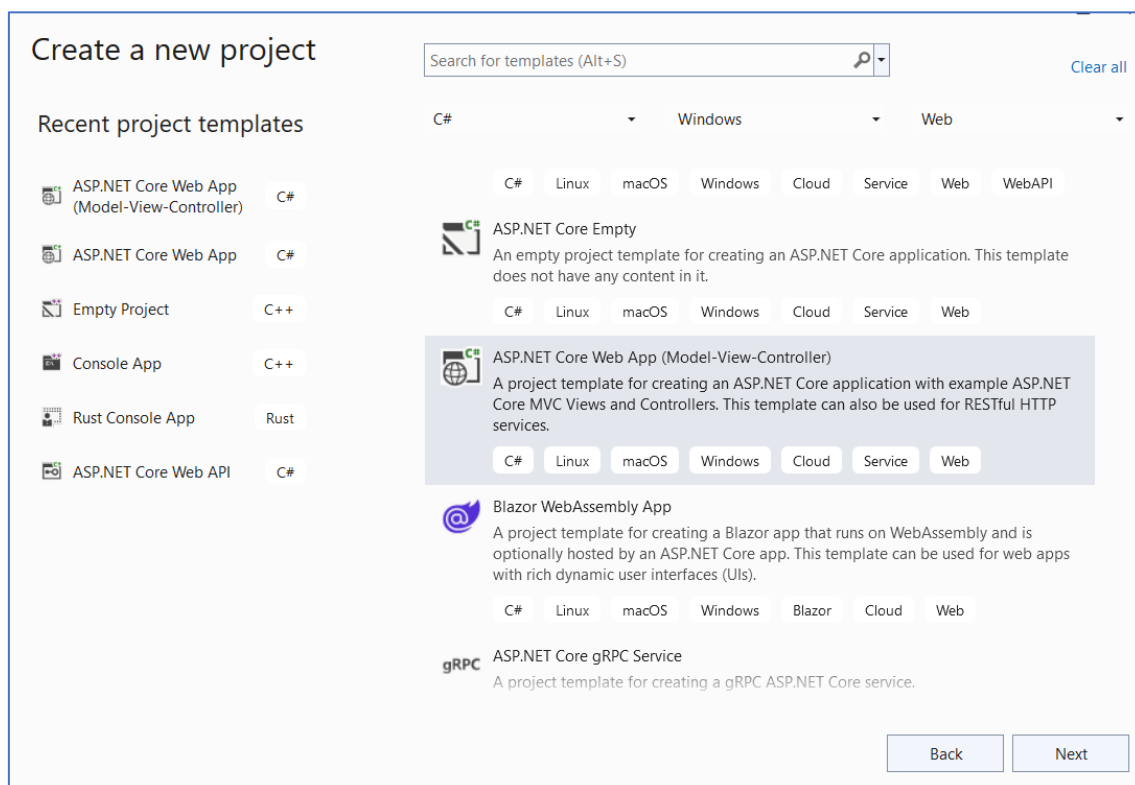 Create a new project
Search for templates (Alt+S)
Clear all
Recent project templates
ASP.NET Core Web App
(Model-View-Controller)
C#
ASP.NET Core Web App
C#
Empty Project
C++
Console App
C++
Rust Console App
Rust
ASP.NET Core Web API
C#
C# Windows Web
C# Linux macOS Windows Cloud Service Web WebAPI
C#
ASP.NET Core Empty
An empty project template for creating an ASP.NET Core application. This template
does not have any content in it.
C# Linux macOS Windows Cloud Service Web
C#
ASP.NET Core Web App (Model-View-Controller)
A project template for creating an ASP.NET Core application with example ASP.NET
Core MVC Views and Controllers. This template can also be used for RESTful HTTP
services.
C# Linux macOS Windows Cloud Service Web
@
Blazor WebAssembly App
A project template for creating a Blazor app that runs on WebAssembly and is
optionally hosted by an ASP.NET Core app. This template can be used for web apps
with rich dynamic user interfaces (UIs).
C# Linux macOS Windows Blazor Cloud Web
gRPC
ASP.NET Core gRPC Service
A project template for creating a gRPC ASP.NET Core service.
Back Next